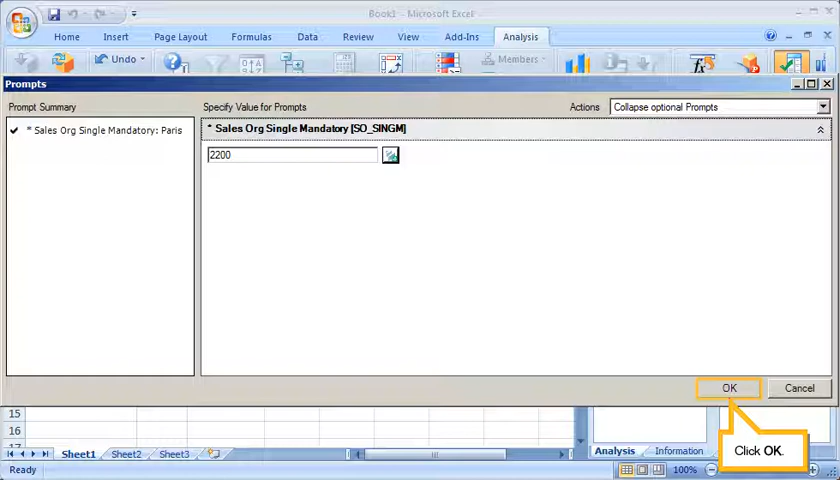 Book1 - Microsoft Excel
Home Insert Page Layout Formulas Data Review View Add-Ins Analysis
Undo Members
Prompts
Prompt Summary Specify Value for Prompts Actions Collapse optional Prompts
* Sales Org Single Mandatory: Paris
* Sales Org Single Mandatory [SO_SINGM]
2200
OK Cancel
15
16
17
Click OK.
Sheet1 Sheet2 Sheet3 Analysis Information
Ready 100%